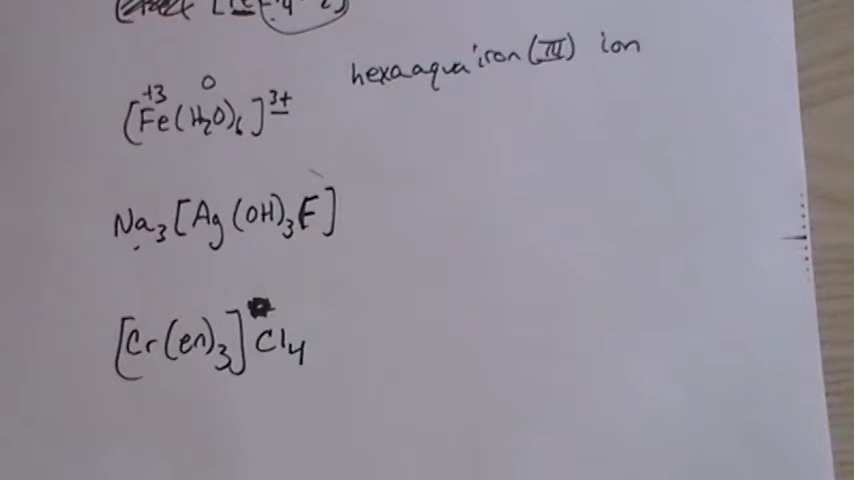 +3 0
[Fe(H₂O)₆]³⁺ hexaaquairon(III) ion
Na₃[Ag(OH)₃F]
[Cr(en)₃]Cl₄